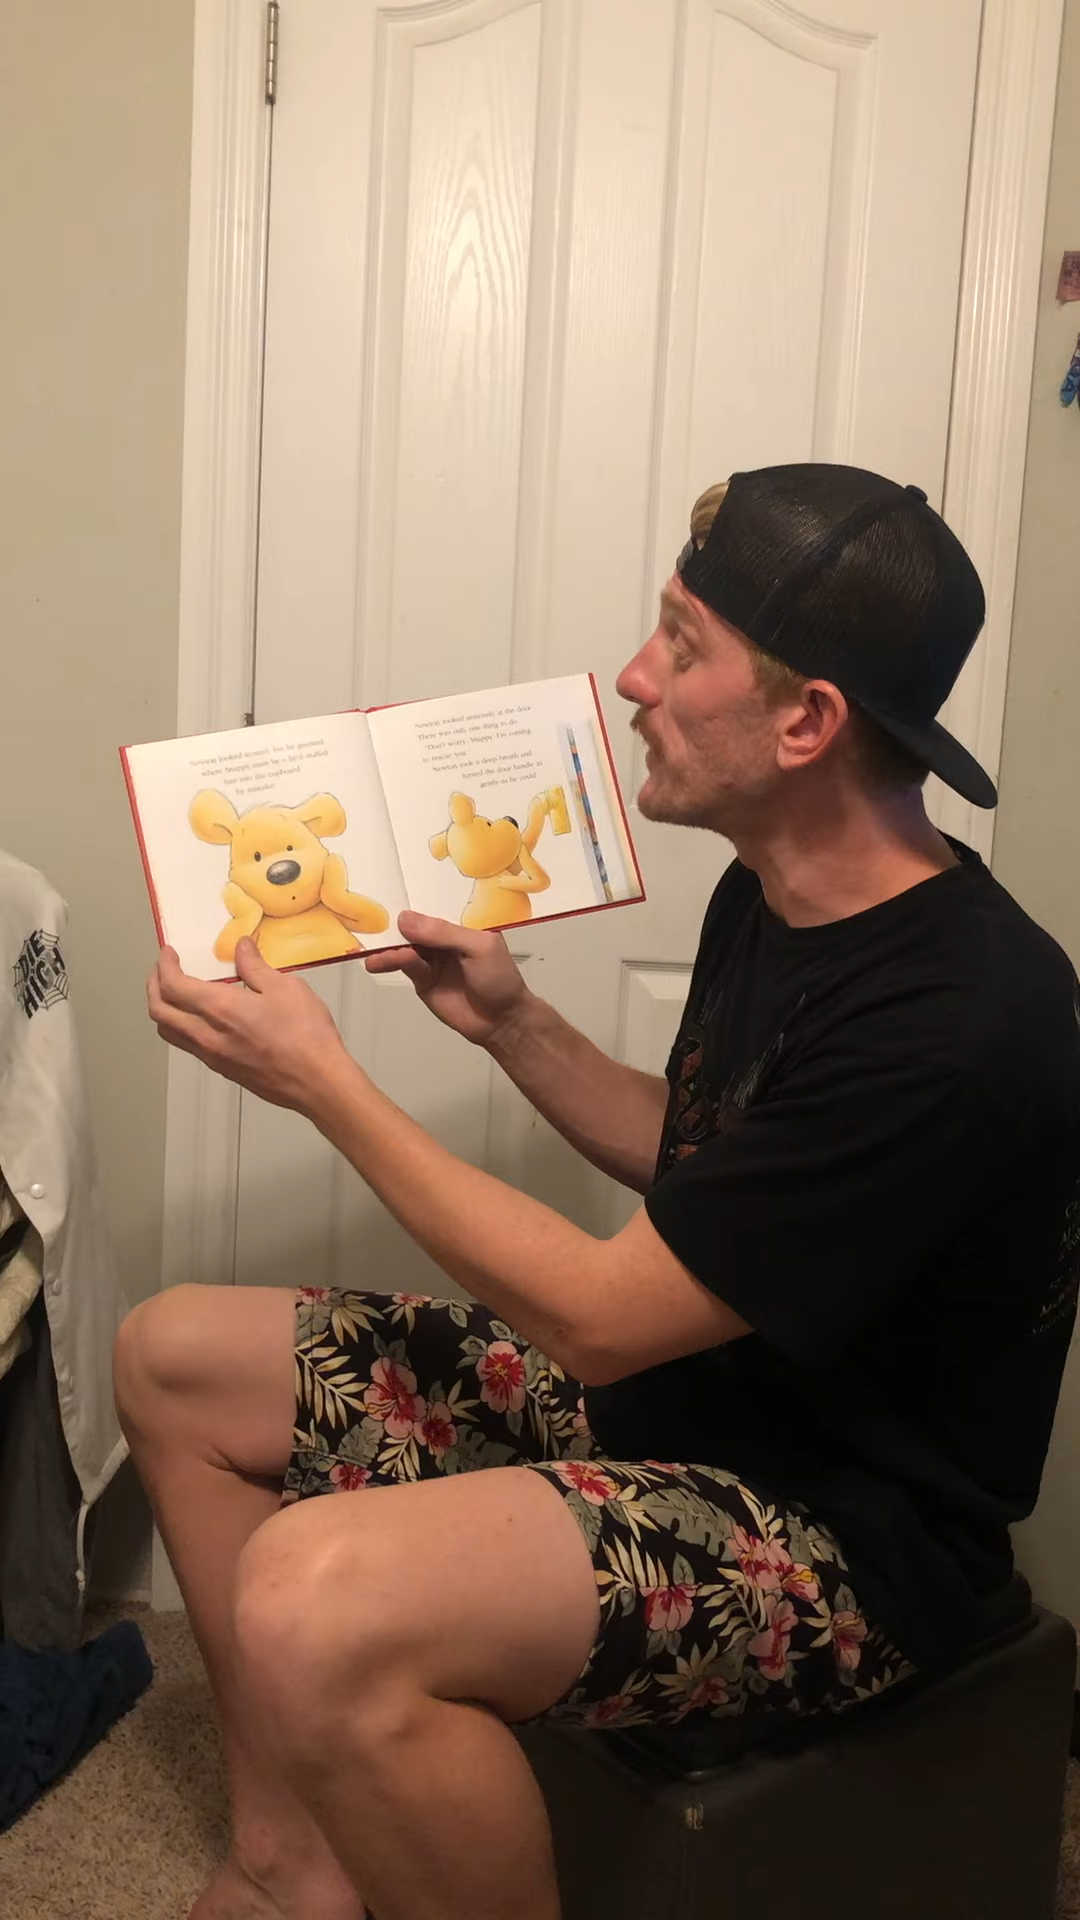 Newton looked around, but he guessed
where Snappy must be – he'd stuffed
him into the cupboard
by mistake!
Newton looked anxiously at the door.
There was only one thing to do.
"Don't worry, Snappy. I'm coming
to rescue you."
Newton took a deep breath and
turned the door handle as
gently as he could
DIE
HIGH